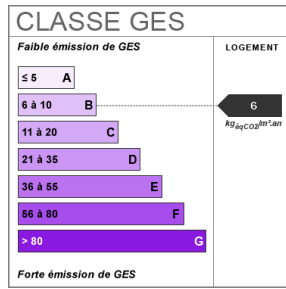 CLASSE GES
Faible émission de GES
LOGEMENT
≤ 5 A
6 à 10 B
6
kgéqCO2/m².an
11 à 20 C
21 à 35 D
36 à 55 E
56 à 80 F
> 80 G
Forte émission de GES